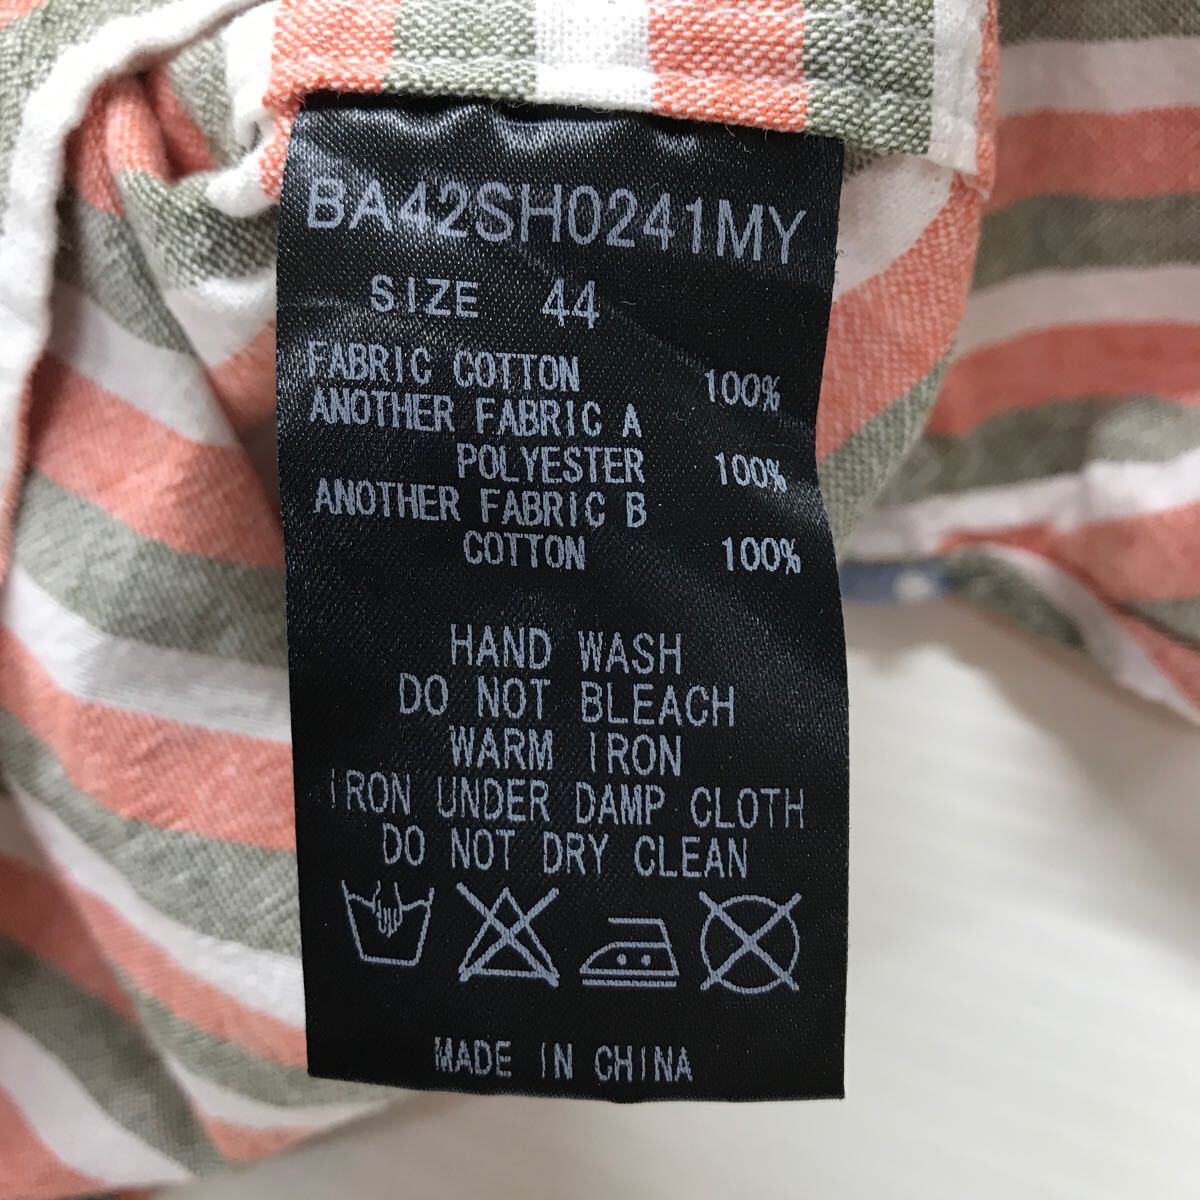 BA42SH0241MY
SIZE 44
FABRIC COTTON 100%
ANOTHER FABRIC A
POLYESTER 100%
ANOTHER FABRIC B
COTTON 100%
HAND WASH
DO NOT BLEACH
WARM IRON
IRON UNDER DAMP CLOTH
DO NOT DRY CLEAN
MADE IN CHINA